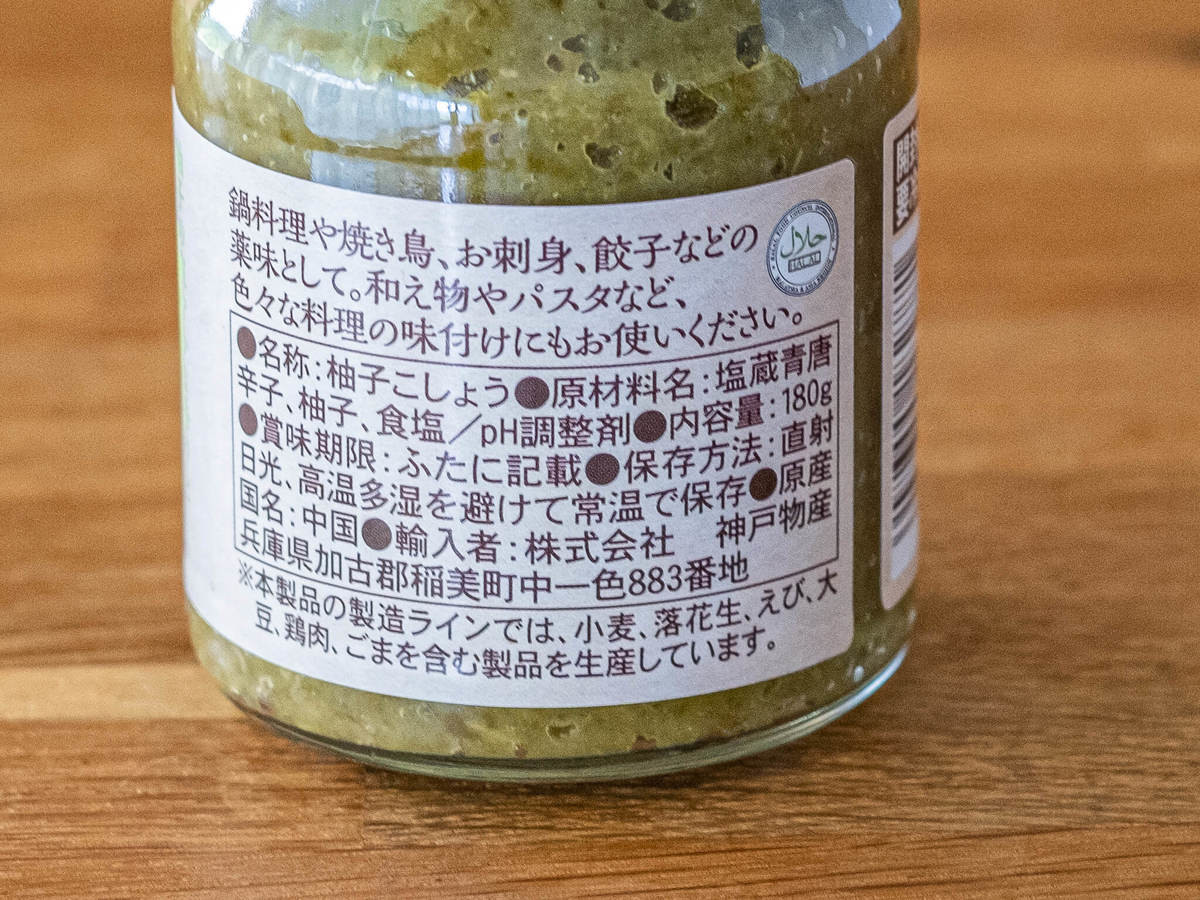 鍋料理や焼き鳥、お刺身、餃子などの
薬味として。和え物やパスタなど、
色々な料理の味付けにもお使いください。
●名称：柚子こしょう●原材料名：塩蔵青唐
辛子、柚子、食塩／pH調整剤●内容量：180g
●賞味期限：ふたに記載●保存方法：直射
日光、高温多湿を避けて常温で保存●原産
国名：中国●輸入者：株式会社　神戸物産
兵庫県加古郡稲美町中一色883番地
※本製品の製造ラインでは、小麦、落花生、えび、大
豆、鶏肉、ごまを含む製品を生産しています。
حلال
HALAL
開封
要